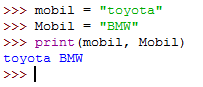 >>> mobil = "toyota"
>>> Mobil = "BMW"
>>> print(mobil, Mobil)
toyota BMW
>>>